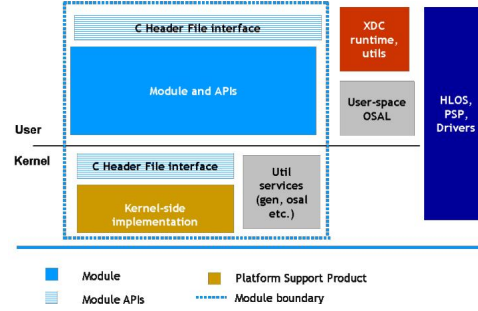 C Header File interface
Module and APIs
XDC
runtime,
utils
User-space
OSAL
HLOS,
PSP,
Drivers
User
Kernel
C Header File interface
Kernel-side
implementation
Util
services
(gen, osal
etc.)
Module
Platform Support Product
Module APIs
Module boundary